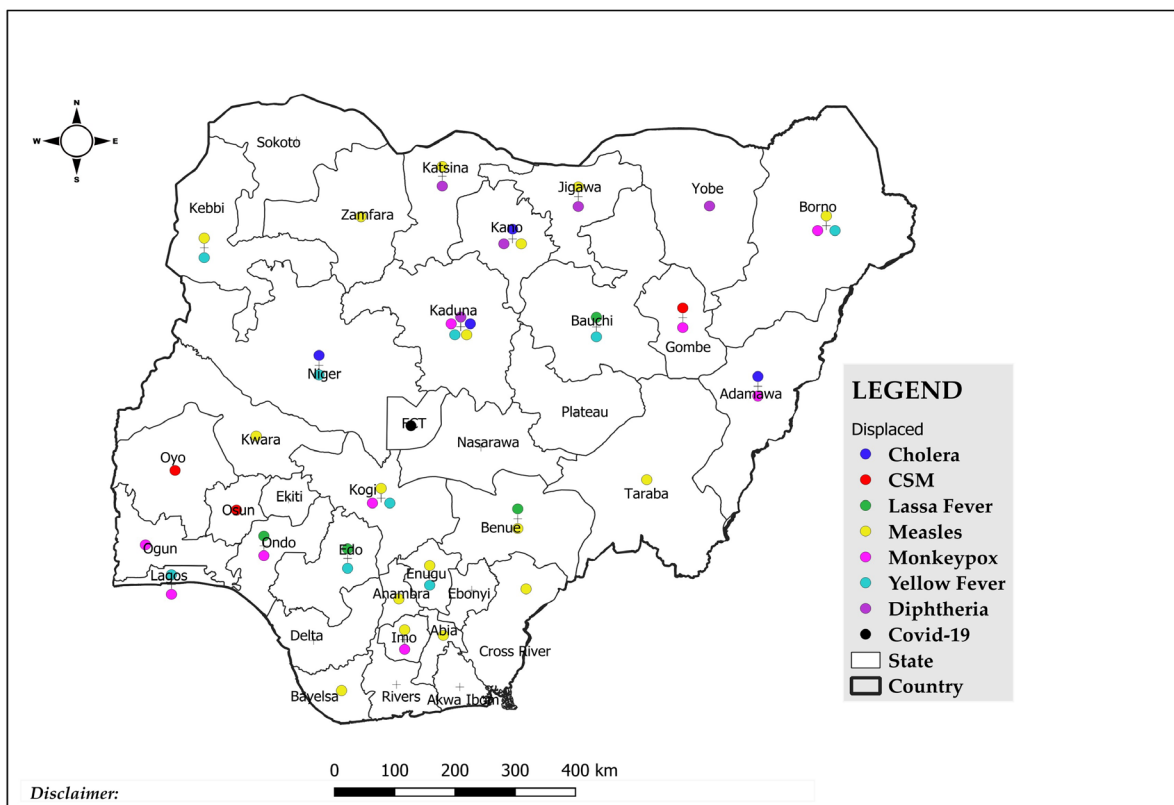 N
W E
S
Sokoto
Katsina
Jigawa
Yobe
Kebbi
Zamfara
Borno
Kano
Kaduna
Bauchi
Gombe
Niger
Adamawa
Plateau
FCT
Nasarawa
Kwara
Oyo
Taraba
Ekiti
Kogi
Osun
Benue
Ondo
Edo
Ogun
Lagos
Enugu
Anambra
Ebonyi
Delta
Imo
Abia
Cross River
Bayelsa
Rivers
Akwa Ibom
LEGEND
Displaced
Cholera
CSM
Lassa Fever
Measles
Monkeypox
Yellow Fever
Diphtheria
Covid-19
State
Country
0 100 200 300 400 km
Disclaimer: